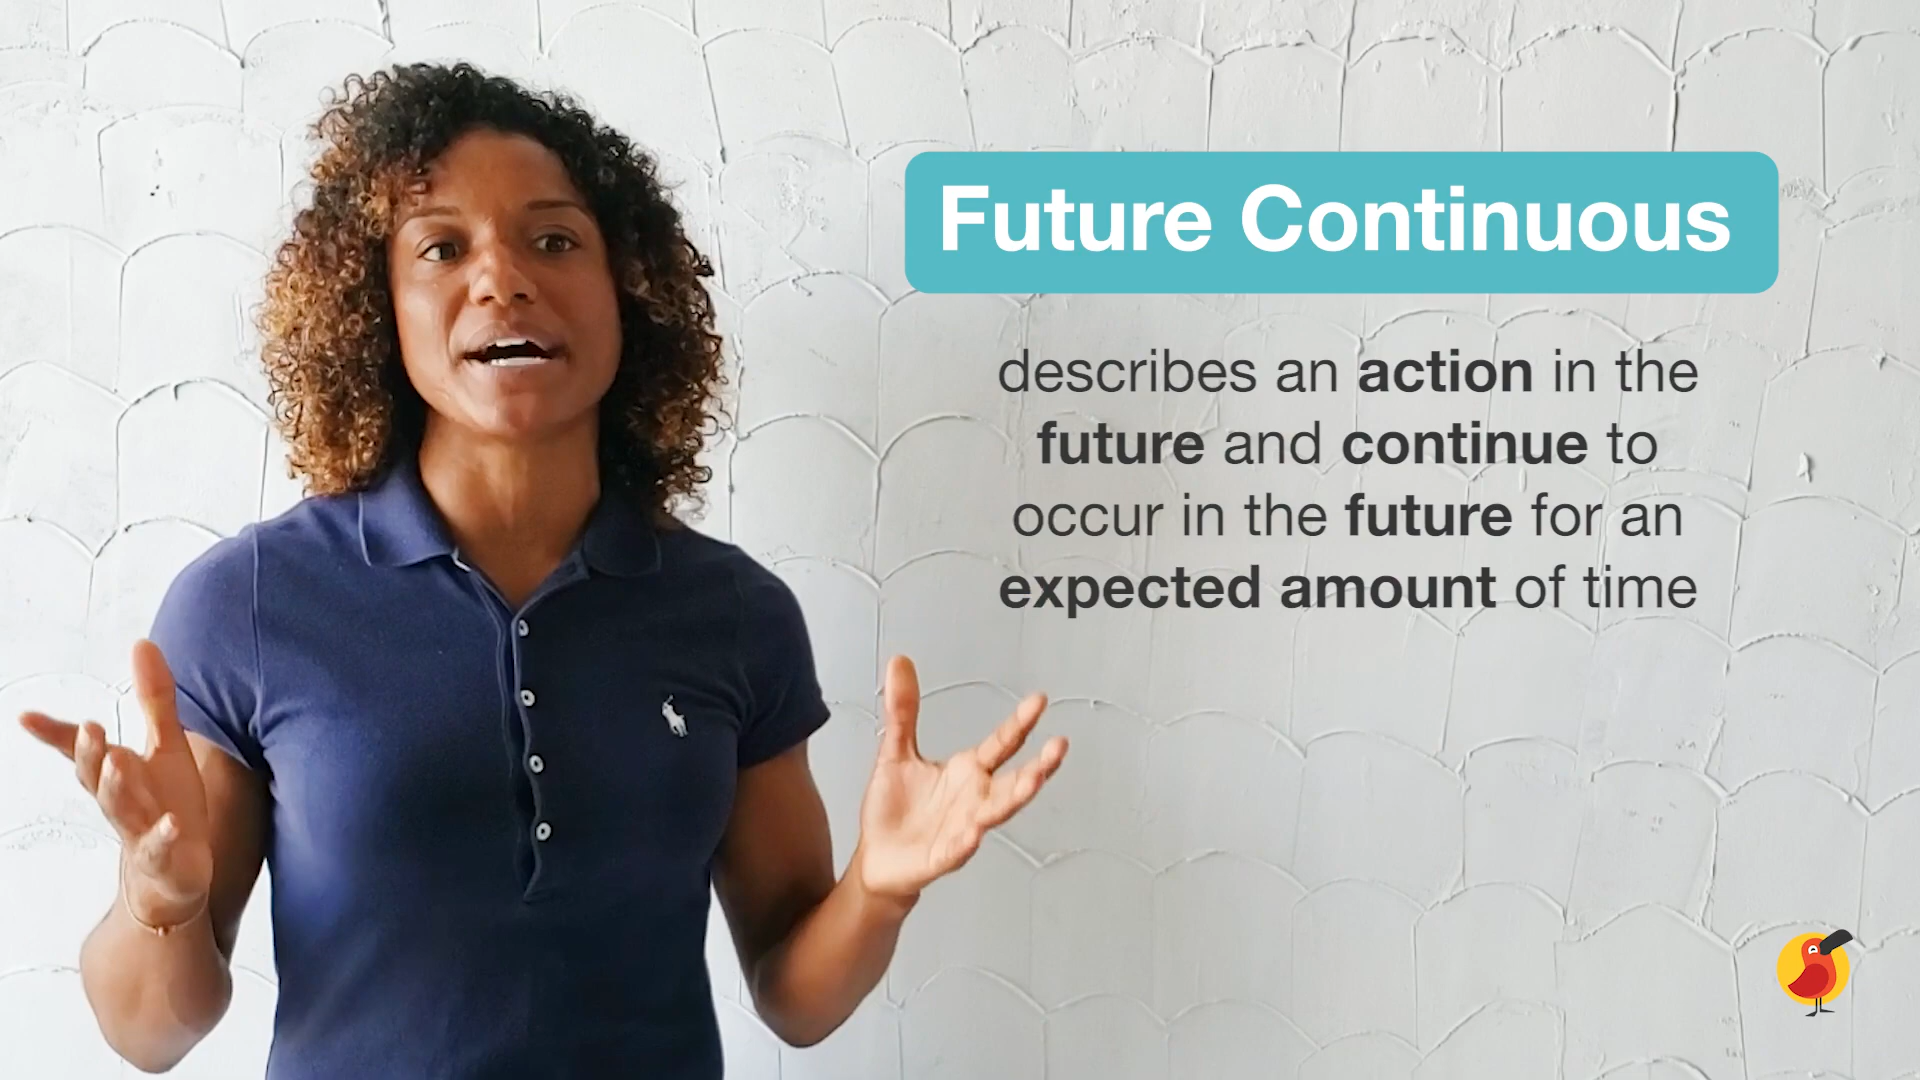 Future Continuous
describes an action in the
future and continue to
occur in the future for an
expected amount of time